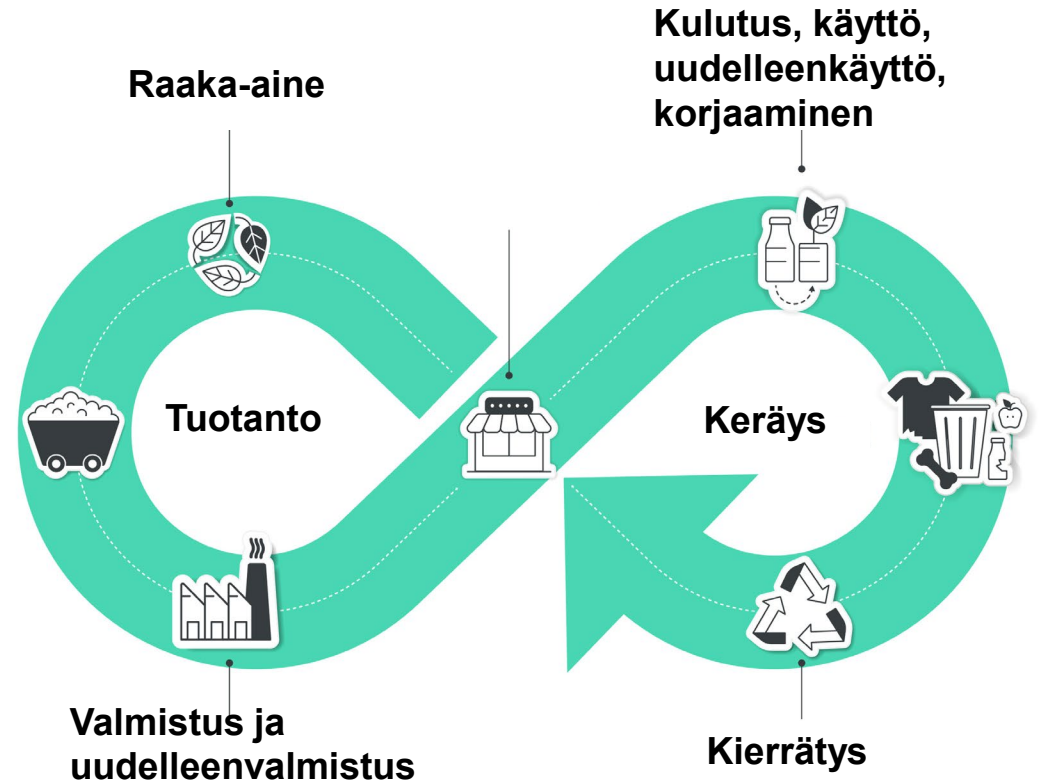 Raaka-aine
Kulutus, käyttö,
uudelleenkäyttö,
korjaaminen
Tuotanto
Keräys
Valmistus ja
uudelleenvalmistus
Kierrätys